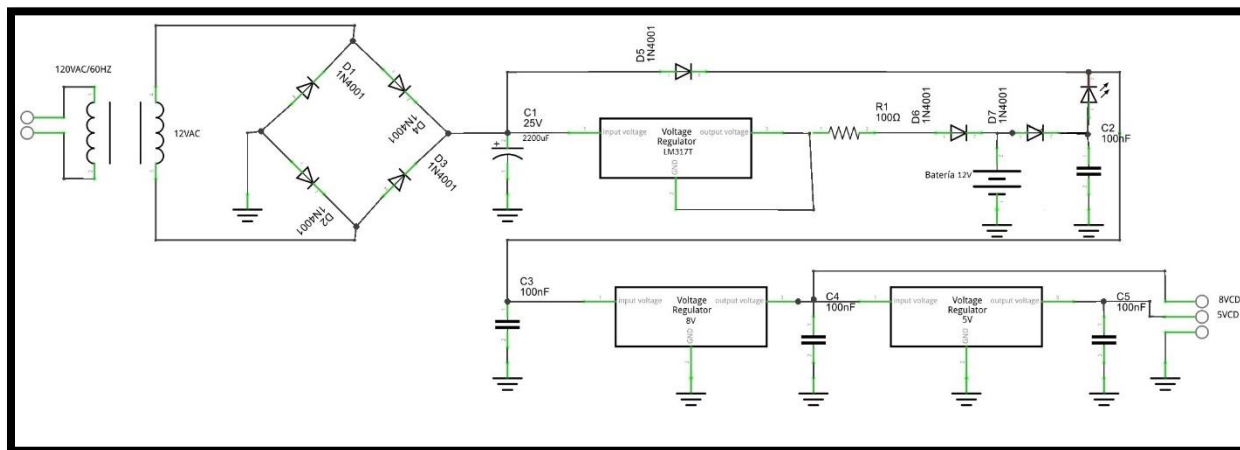 120VAC/60HZ
12VAC
D1
1N4001
1N4001
D4
D3
1N4001
D2
1N4001
C1
25V
2200uF
D5
1N4001
input voltage
Voltage
Regulator
LM317T
output voltage
GND
R1
100Ω
D6
1N4001
D7
1N4001
Batería 12V
C2
100nF
C3
100nF
input voltage
Voltage
Regulator
8V
output voltage
GND
C4
100nF
input voltage
Voltage
Regulator
5V
output voltage
GND
C5
100nF
8VCD
5VCD